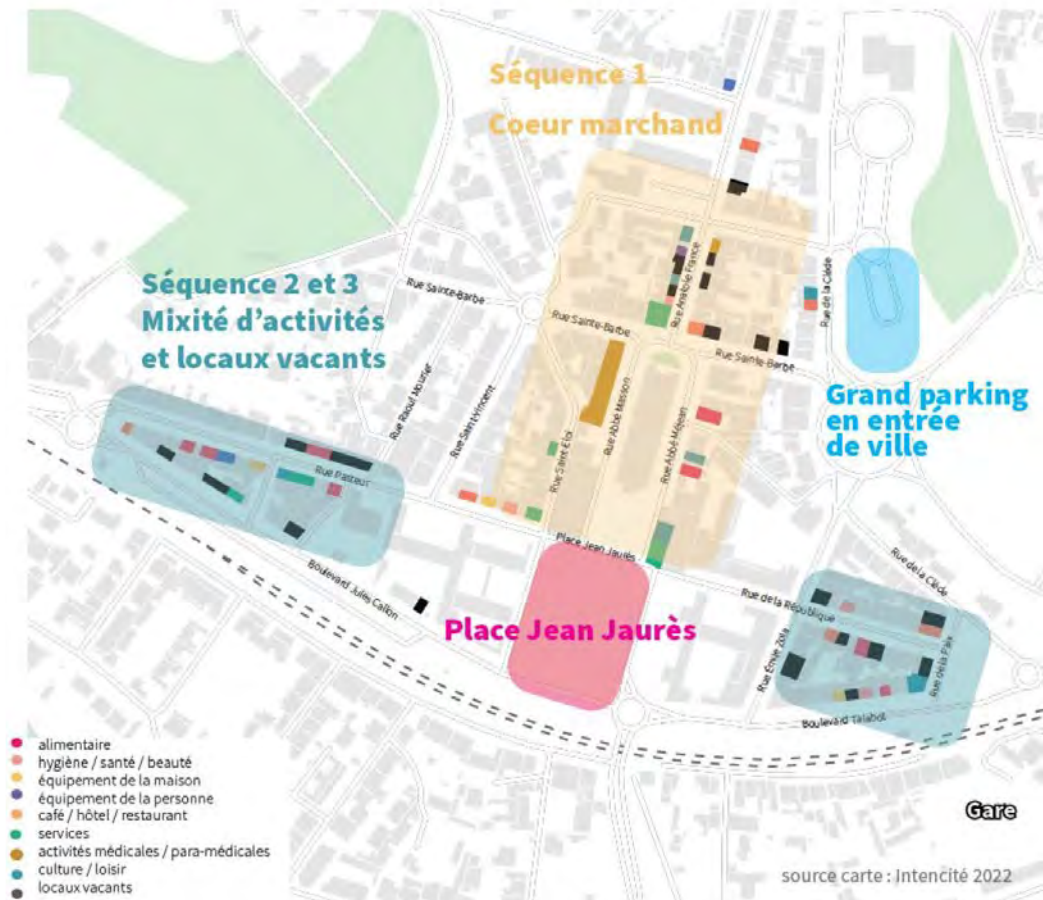 Séquence 1
Coeur marchand
Séquence 2 et 3
Mixité d'activités
et locaux vacants
Rue Sainte-Barbe
Rue Sainte-Barbe
Rue Anatole France
Rue de la Clède
Rue Sainte-Barbe
Grand parking
en entrée
de ville
Rue Raoul Mourier
Rue Saint-Vincent
Rue Saint-Eloi
Rue Abbé Masson
Rue Abbé Méjean
Rue Pasteur
Place Jean Jaurès
Boulevard Jules Callon
Place Jean Jaurès
Rue de la République
Rue de la Clède
Rue Emile Zola
Rue de la Paix
Boulevard Talabot
alimentaire
hygiène / santé / beauté
équipement de la maison
équipement de la personne
café / hôtel / restaurant
services
activités médicales / para-médicales
culture / loisir
locaux vacants
Gare
source carte : Intencité 2022